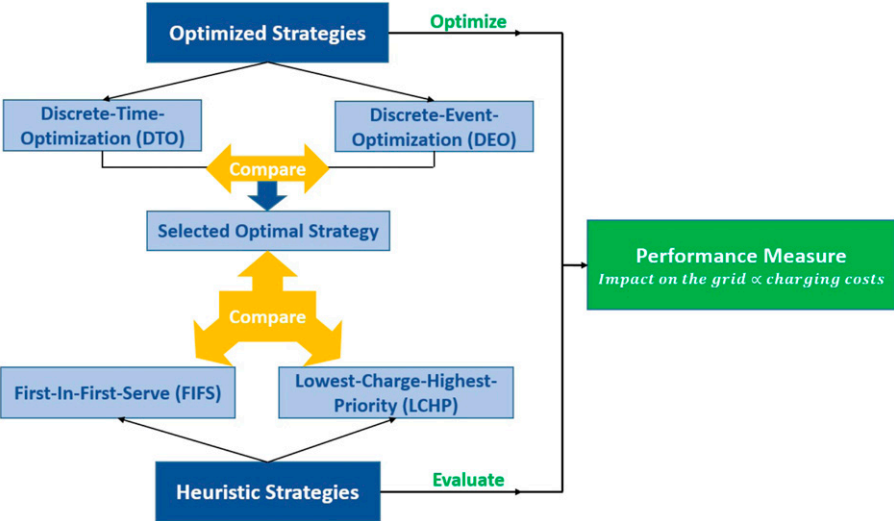 Optimized Strategies
Optimize
Discrete-Time-
Optimization (DTO)
Discrete-Event-
Optimization (DEO)
Compare
Selected Optimal Strategy
Performance Measure
Impact on the grid ∝ charging costs
Compare
First-In-First-Serve (FIFS)
Lowest-Charge-Highest-
Priority (LCHP)
Heuristic Strategies
Evaluate